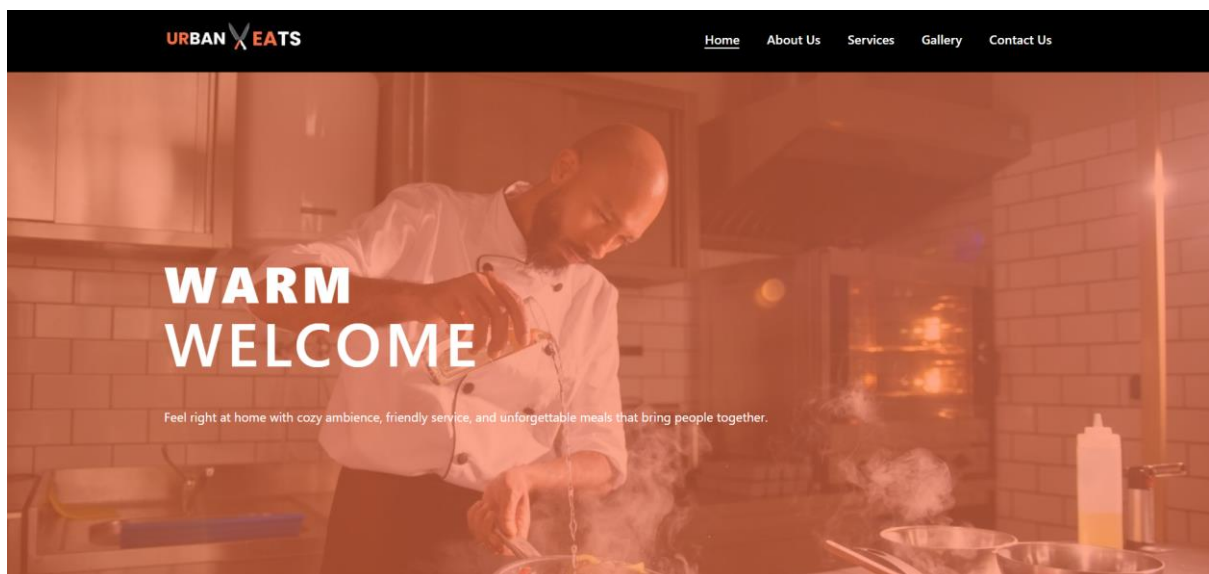 URBAN EATS
Home About Us Services Gallery Contact Us
WARM
WELCOME
Feel right at home with cozy ambience, friendly service, and unforgettable meals that bring people together.